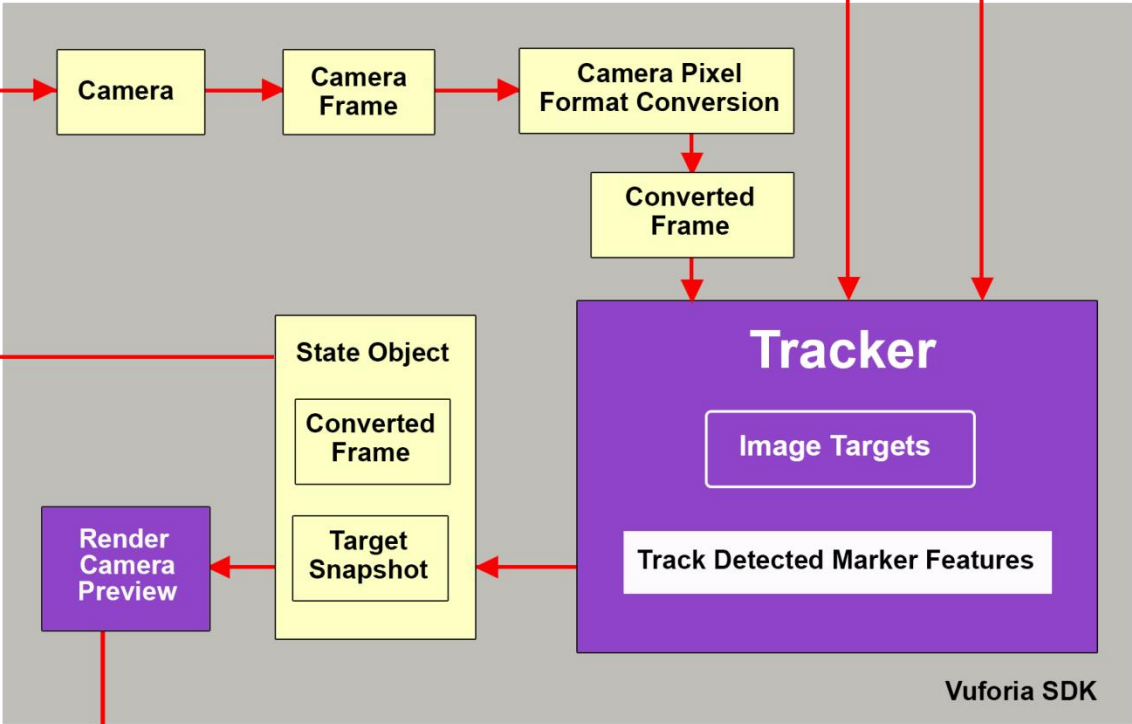 Camera
Camera
Frame
Camera Pixel
Format Conversion
Converted
Frame
Tracker
Image Targets
Track Detected Marker Features
State Object
Converted
Frame
Target
Snapshot
Render
Camera
Preview
Vuforia SDK